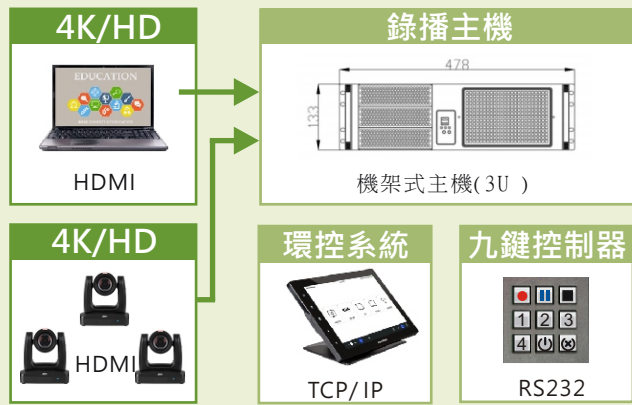 4K/HD
EDUCATION
HDMI
錄播主機
478
133
機架式主機(3U )
4K/HD
HDMI
環控系統
TCP/IP
九鍵控制器
1 2 3
4
RS232